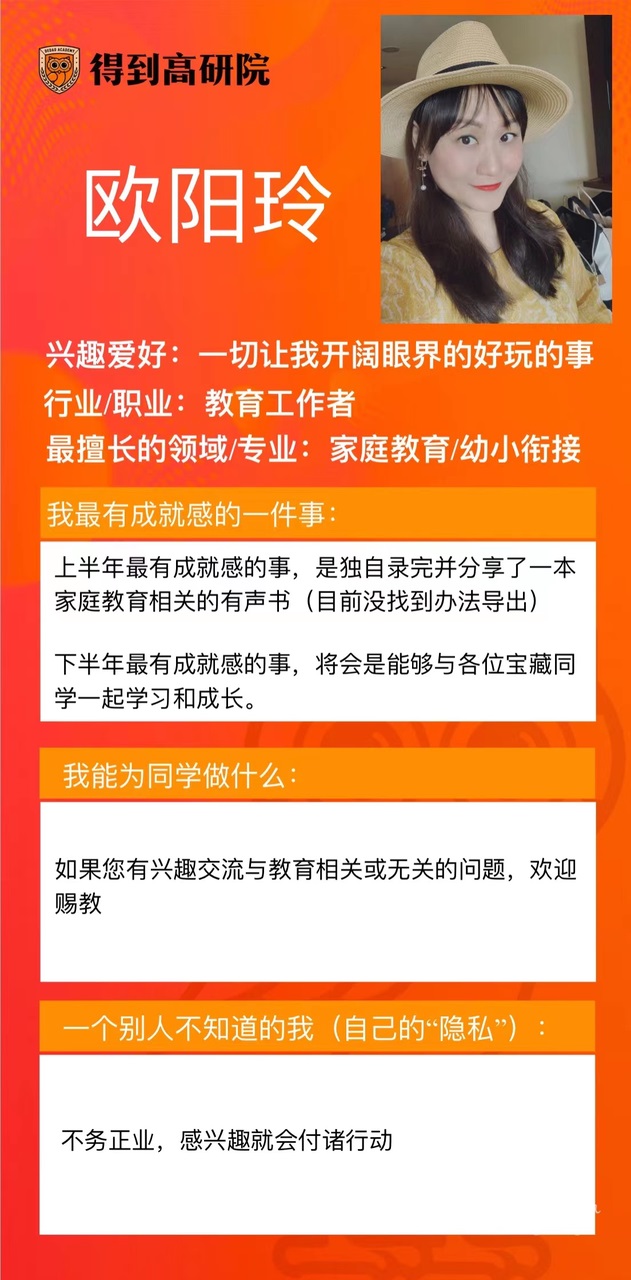 DEDAO ACADEMY
得到高研院
欧阳玲
兴趣爱好：一切让我开阔眼界的好玩的事
行业/职业：教育工作者
最擅长的领域/专业：家庭教育/幼小衔接
我最有成就感的一件事：
上半年最有成就感的事，是独自录完并分享了一本
家庭教育相关的有声书（目前没找到办法导出）
下半年最有成就感的事，将会是能够与各位宝藏同
学一起学习和成长。
我能为同学做什么：
如果您有兴趣交流与教育相关或无关的问题，欢迎
赐教
一个别人不知道的我（自己的“隐私”）：
不务正业，感兴趣就会付诸行动